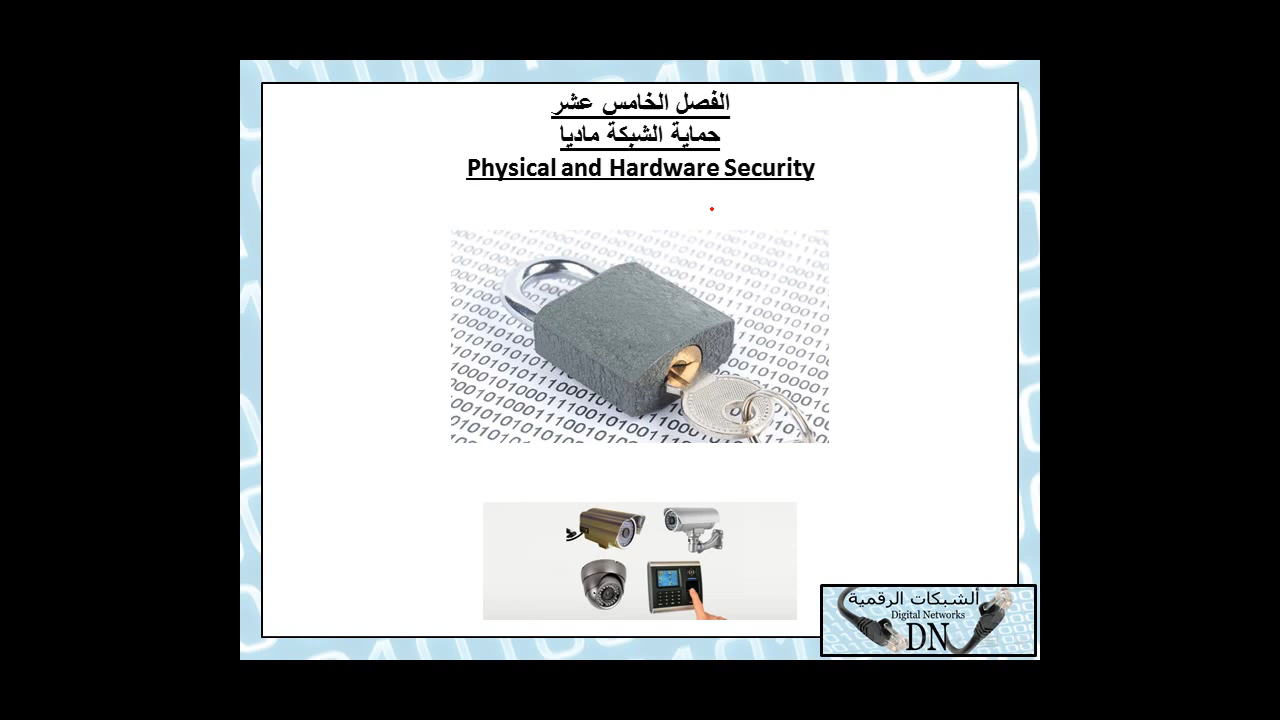 الفصل الخامس عشر
حماية الشبكة ماديا
Physical and Hardware Security
ألشبكات الرقمية
Digital Networks
DN